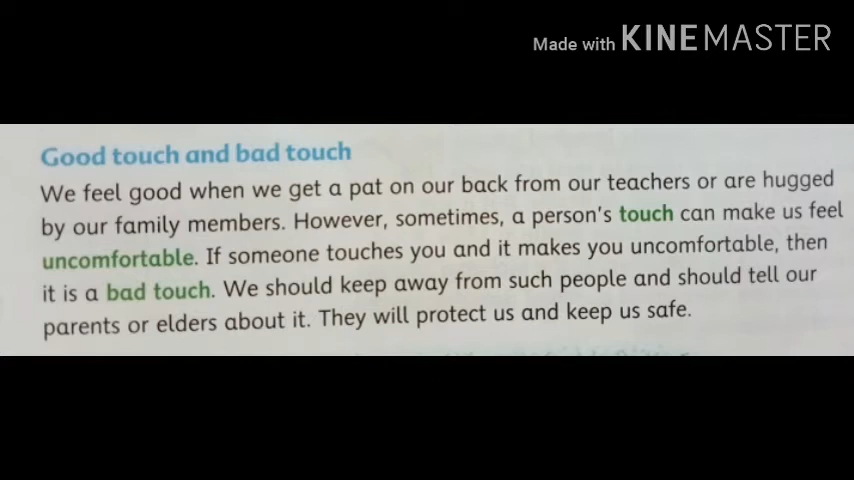 Made with KINEMASTER
Good touch and bad touch
We feel good when we get a pat on our back from our teachers or are hugged
by our family members. However, sometimes, a person's touch can make us feel
uncomfortable. If someone touches you and it makes you uncomfortable, then
it is a bad touch. We should keep away from such people and should tell our
parents or elders about it. They will protect us and keep us safe.